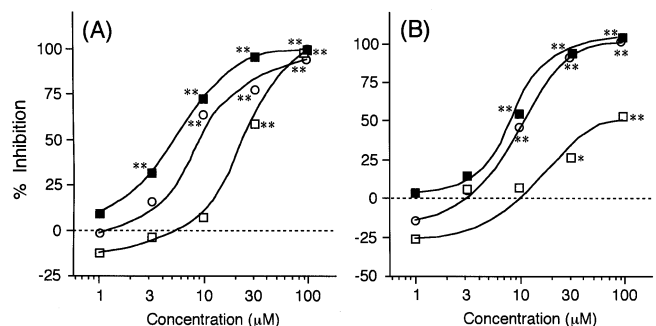 (A)
(B)
% Inhibition
100
75
50
25
0
-25
100
75
50
25
0
-25
-50
** ** ** ** ** ** ** ** **
** ** ** ** ** ** * **
1 3 10 30 100
1 3 10 30 100
Concentration (μM)
Concentration (μM)